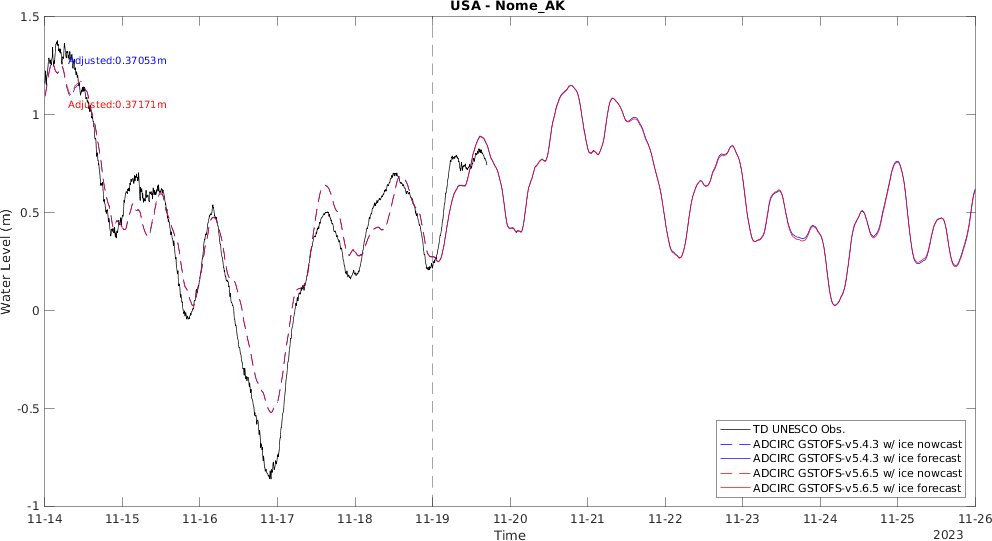 USA - Nome_AK
1.5
Adjusted:0.37053m
Adjusted:0.37171m
1
0.5
0
-0.5
-1
Water Level (m)
TD UNESCO Obs.
ADCIRC GSTOFS-v5.4.3 w/ ice nowcast
ADCIRC GSTOFS-v5.4.3 w/ ice forecast
ADCIRC GSTOFS-v5.6.5 w/ ice nowcast
ADCIRC GSTOFS-v5.6.5 w/ ice forecast
11-14 11-15 11-16 11-17 11-18 11-19 11-20 11-21 11-22 11-23 11-24 11-25 11-26
Time
2023